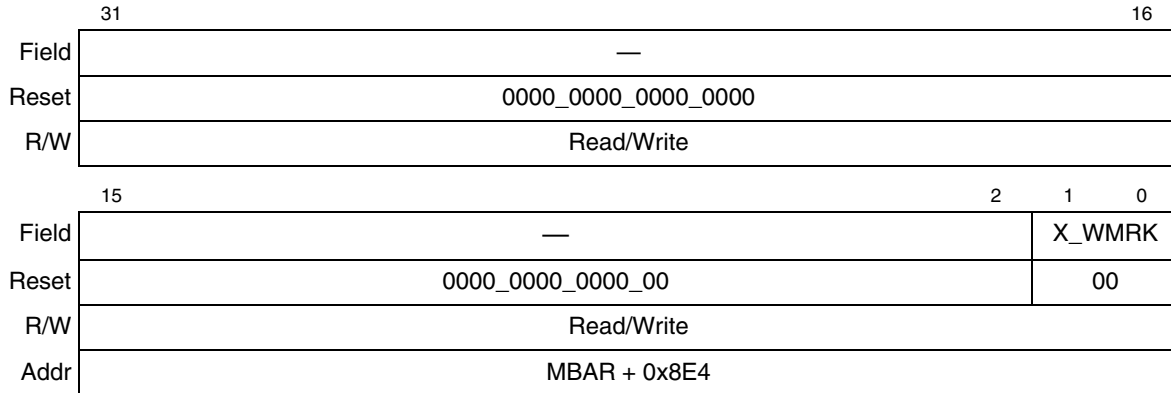 31 16
Field —
Reset 0000_0000_0000_0000
R/W Read/Write
15 2 1 0
Field — X_WMRK
Reset 0000_0000_0000_00 00
R/W Read/Write
Addr MBAR + 0x8E4